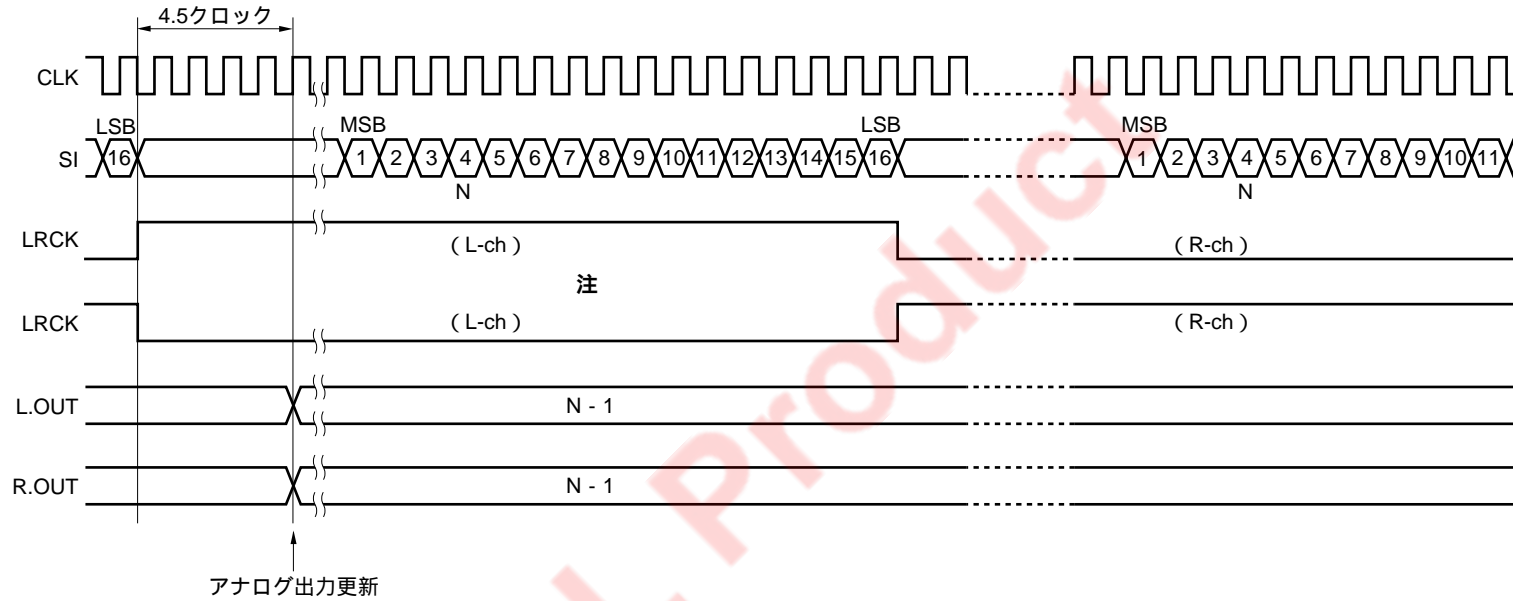 4.5クロック
CLK
LSB MSB LSB MSB
SI 16 1 2 3 4 5 6 7 8 9 10 11 12 13 14 15 16 1 2 3 4 5 6 7 8 9 10 11
N N
LRCK ( L-ch ) ( R-ch )
注
LRCK ( L-ch ) ( R-ch )
L.OUT N - 1
R.OUT N - 1
アナログ出力更新
Product